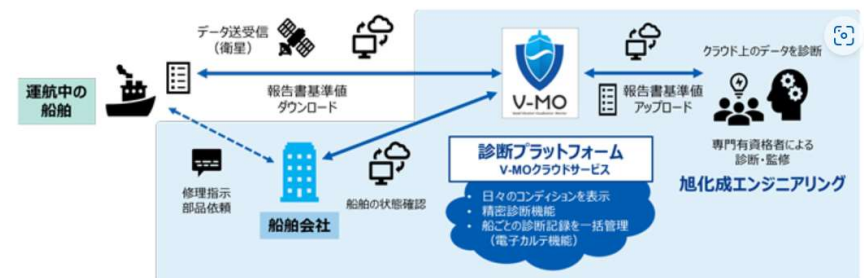 データ送受信
（衛星）
運航中の
船舶
報告書基準値
ダウンロード
V-MO
報告書基準値
アップロード
クラウド上のデータを診断
専門有資格者による
診断・監修
旭化成エンジニアリング
修理指示
部品依頼
船舶会社
船舶の状態確認
診断プラットフォーム
V-MOクラウドサービス
• 日々のコンディションを表示
• 精密診断機能
• 船ごとの診断記録を一括管理
（電子カルテ機能）